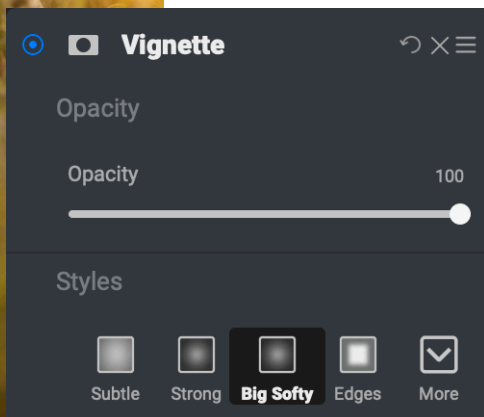 Vignette
Opacity
Opacity 100
Styles
Subtle Strong Big Softy Edges More